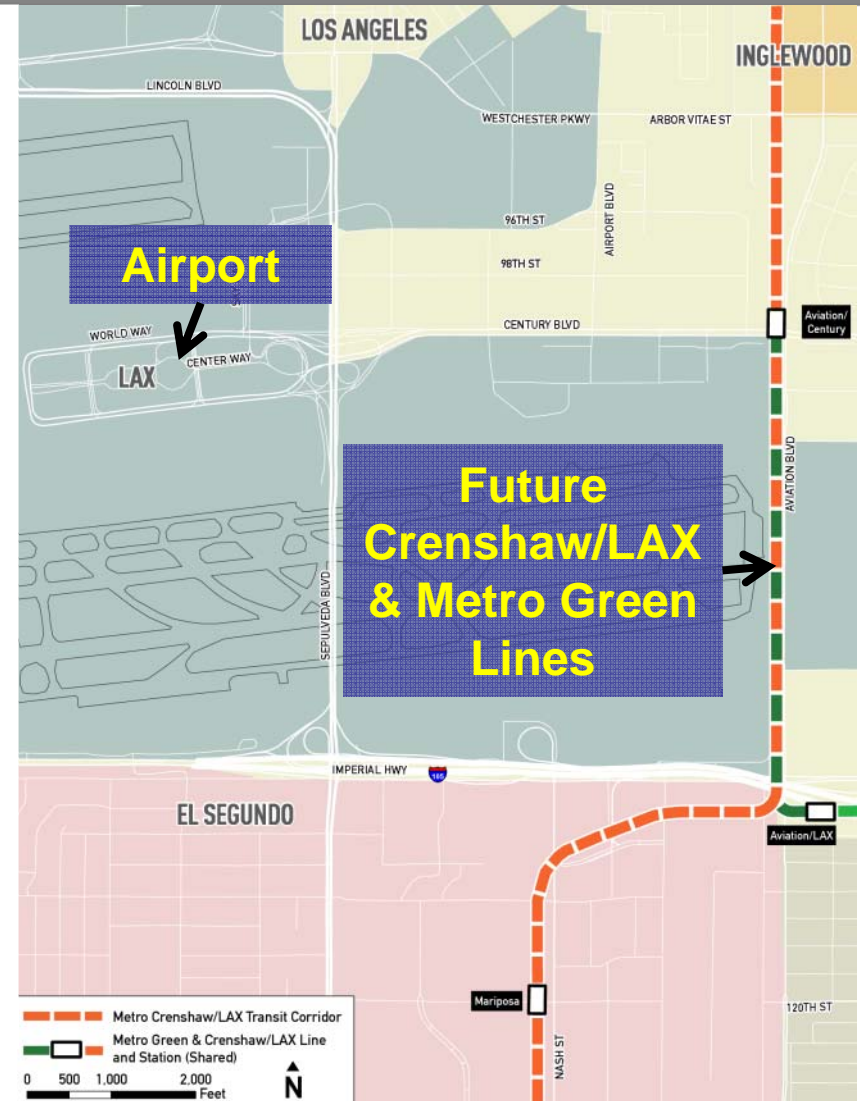 LOS ANGELES
INGLEWOOD
LINCOLN BLVD
WESTCHESTER PKWY
ARBOR VITAE ST
96TH ST
AIRPORT BLVD
98TH ST
Airport
WORLD WAY
CENTER WAY
LAX
CENTURY BLVD
Aviation/
Century
AVIATION BLVD
Future
Crenshaw/LAX
& Metro Green
Lines
SEPULVEDA BLVD
IMPERIAL HWY
105
EL SEGUNDO
Aviation/LAX
Mariposa
120TH ST
NASH ST
Metro Crenshaw/LAX Transit Corridor
Metro Green & Crenshaw/LAX Line
and Station (Shared)
0 500 1,000 2,000
Feet
N